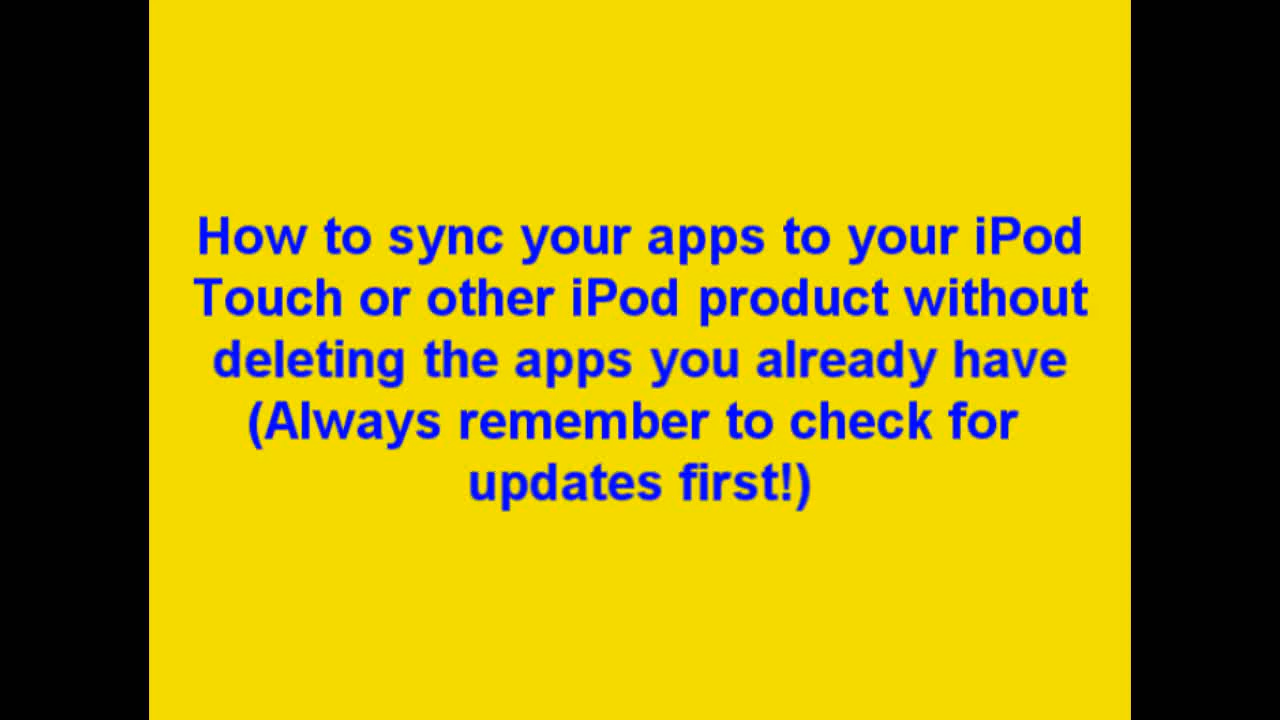 How to sync your apps to your iPod
Touch or other iPod product without
deleting the apps you already have
(Always remember to check for
updates first!)